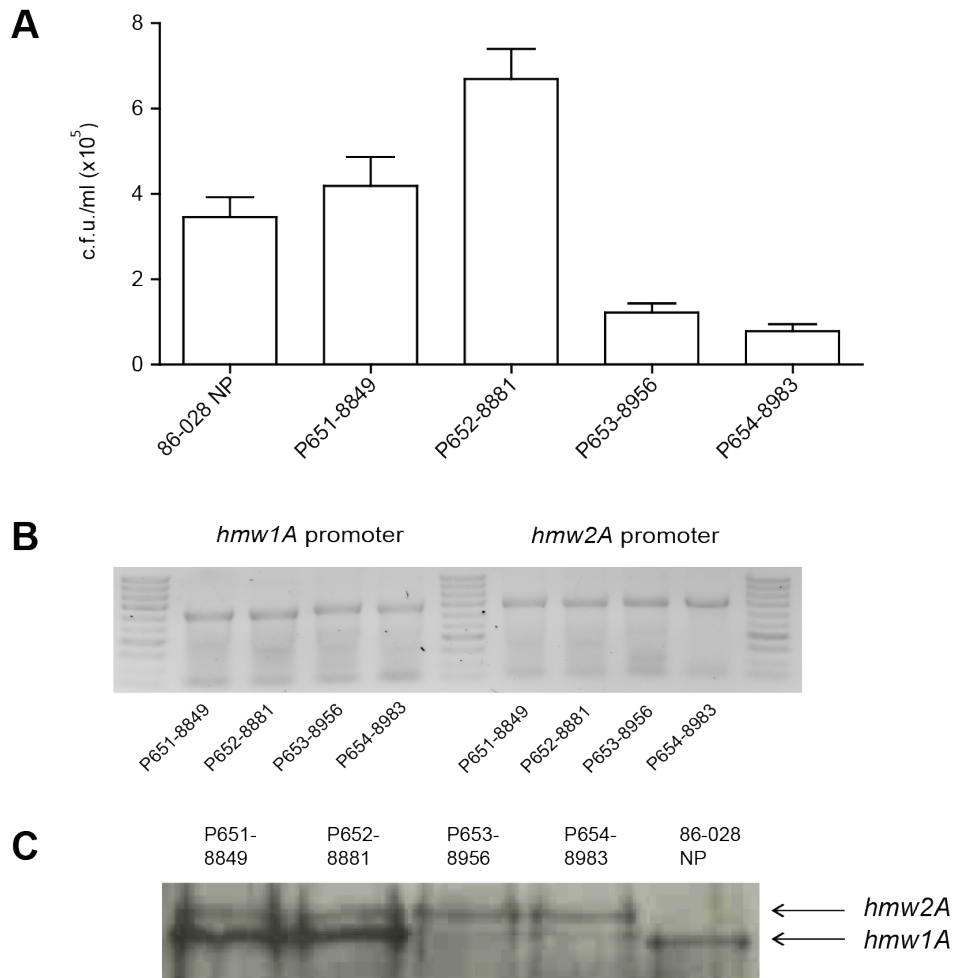 A
8
6
4
2
0
c.f.u./ml (x10⁵)
86-028 NP
P651-8849
P652-8881
P653-8956
P654-8983
B
hmw1A promoter
hmw2A promoter
P651-8849
P652-8881
P653-8956
P654-8983
P651-8849
P652-8881
P653-8956
P654-8983
C
P651-
8849
P652-
8881
P653-
8956
P654-
8983
86-028
NP
hmw2A
hmw1A